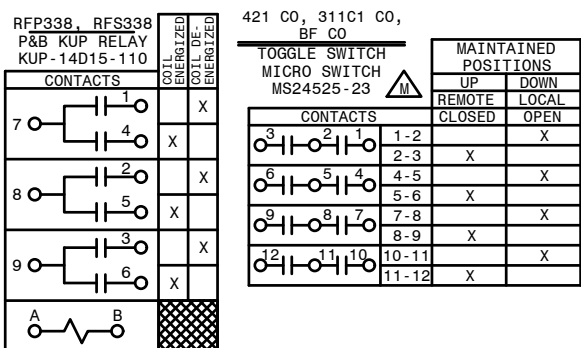 RFP338, RFS338
P&B KUP RELAY
KUP-14D15-110
COIL ENERGIZED
COIL DE-ENERGIZED
CONTACTS
7
1
X
4
X
8
2
X
5
X
9
3
X
6
X
A
B
421 CO, 311C1 CO,
BF CO
TOGGLE SWITCH
MICRO SWITCH
MS24525-23
M
MAINTAINED
POSITIONS
UP DOWN
REMOTE LOCAL
CONTACTS CLOSED OPEN
3 2 1 1-2 X
2-3 X
6 5 4 4-5 X
5-6 X
9 8 7 7-8 X
8-9 X
12 11 10 10-11 X
11-12 X